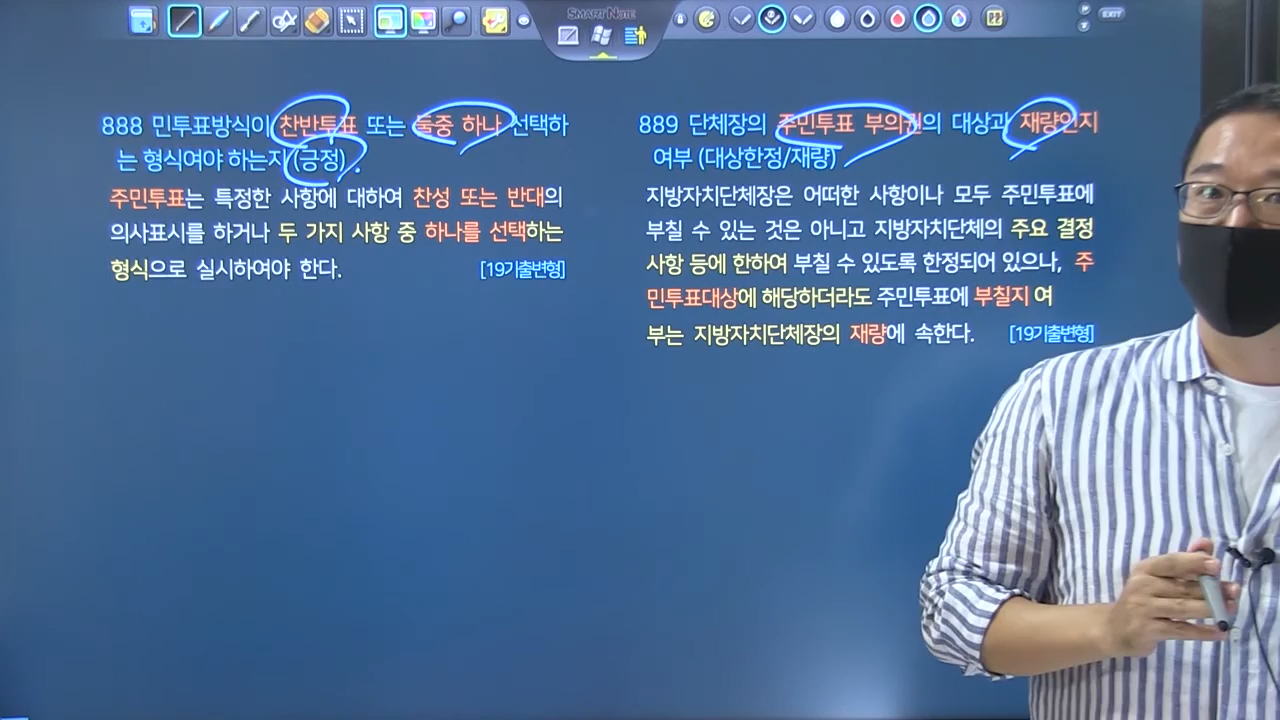 SMART NOTE
EXIT
888 민투표방식이 찬반투표 또는 둘중 하나 선택하
는 형식여야 하는지(긍정).
주민투표는 특정한 사항에 대하여 찬성 또는 반대의
의사표시를 하거나 두 가지 사항 중 하나를 선택하는
형식으로 실시하여야 한다. [19기출변형]
889 단체장의 주민투표 부의권의 대상과 재량인지
여부 (대상한정/재량)
지방자치단체장은 어떠한 사항이나 모두 주민투표에
부칠 수 있는 것은 아니고 지방자치단체의 주요 결정
사항 등에 한하여 부칠 수 있도록 한정되어 있으나, 주
민투표대상에 해당하더라도 주민투표에 부칠지 여
부는 지방자치단체장의 재량에 속한다. [19기출변형]